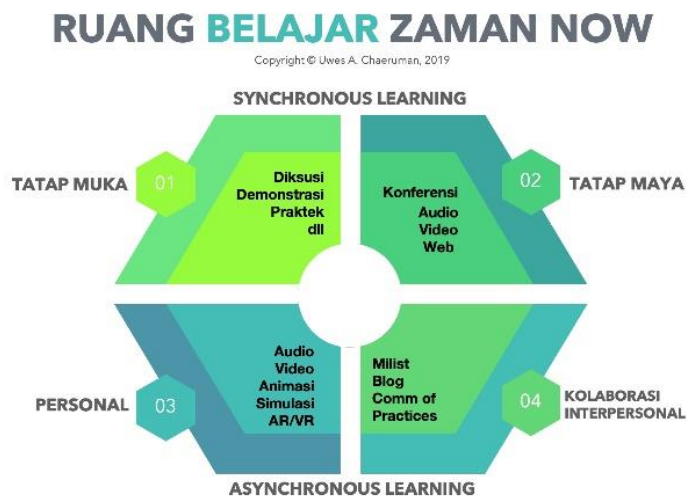 RUANG BELAJAR ZAMAN NOW
Copyright © Uwes A. Chaeruman, 2019
SYNCHRONOUS LEARNING
TATAP MUKA
01
Diksusi
Demonstrasi
Praktek
dll
Konferensi
Audio
Video
Web
02
TATAP MAYA
PERSONAL
03
Audio
Video
Animasi
Simulasi
AR/VR
Milist
Blog
Comm of
Practices
04
KOLABORASI
INTERPERSONAL
ASYNCHRONOUS LEARNING